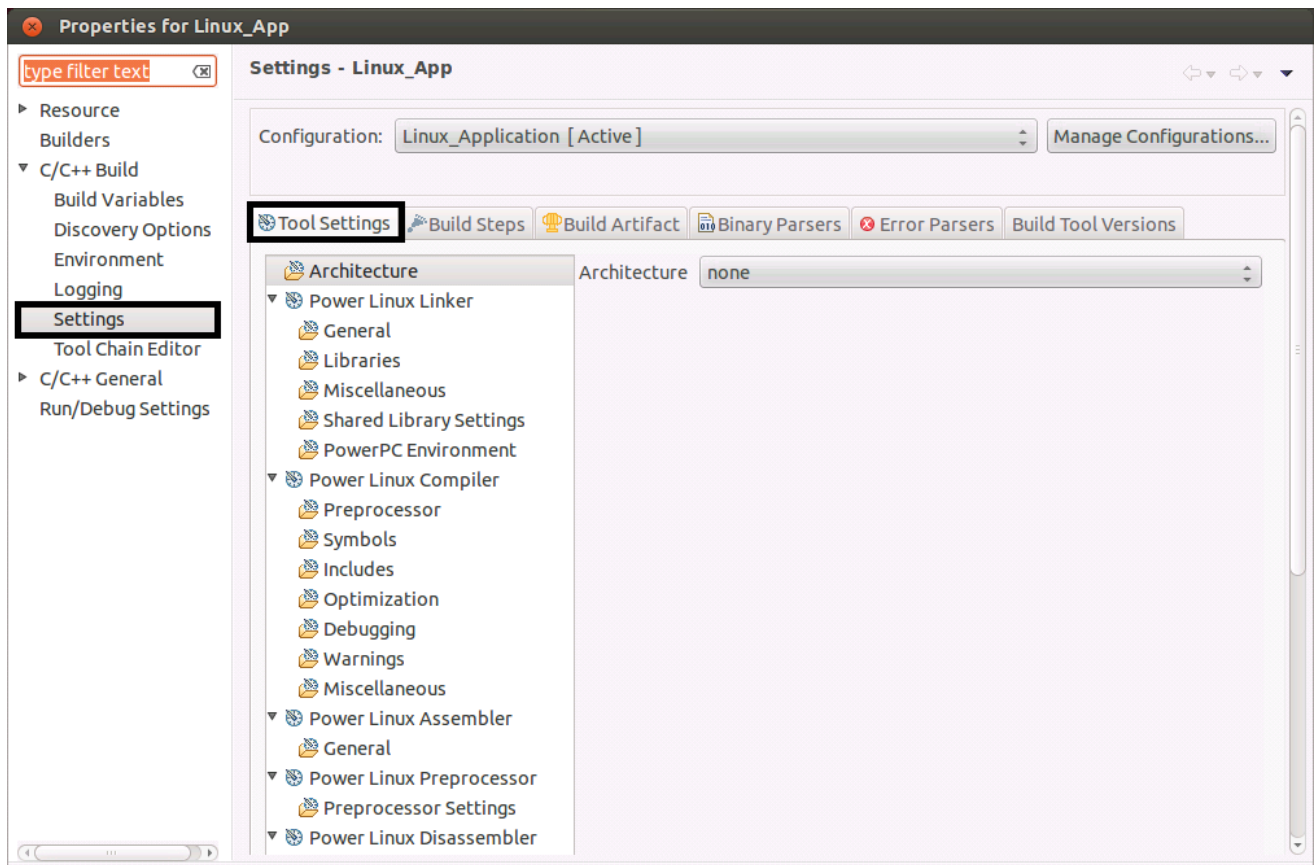 Properties for Linux_App
type filter text
Resource
Builders
C/C++ Build
Build Variables
Discovery Options
Environment
Logging
Settings
Tool Chain Editor
C/C++ General
Run/Debug Settings
Settings - Linux_App
Configuration: Linux_Application [ Active ] Manage Configurations...
Tool Settings Build Steps Build Artifact Binary Parsers Error Parsers Build Tool Versions
Architecture
Power Linux Linker
General
Libraries
Miscellaneous
Shared Library Settings
PowerPC Environment
Power Linux Compiler
Preprocessor
Symbols
Includes
Optimization
Debugging
Warnings
Miscellaneous
Power Linux Assembler
General
Power Linux Preprocessor
Preprocessor Settings
Power Linux Disassembler
Architecture none